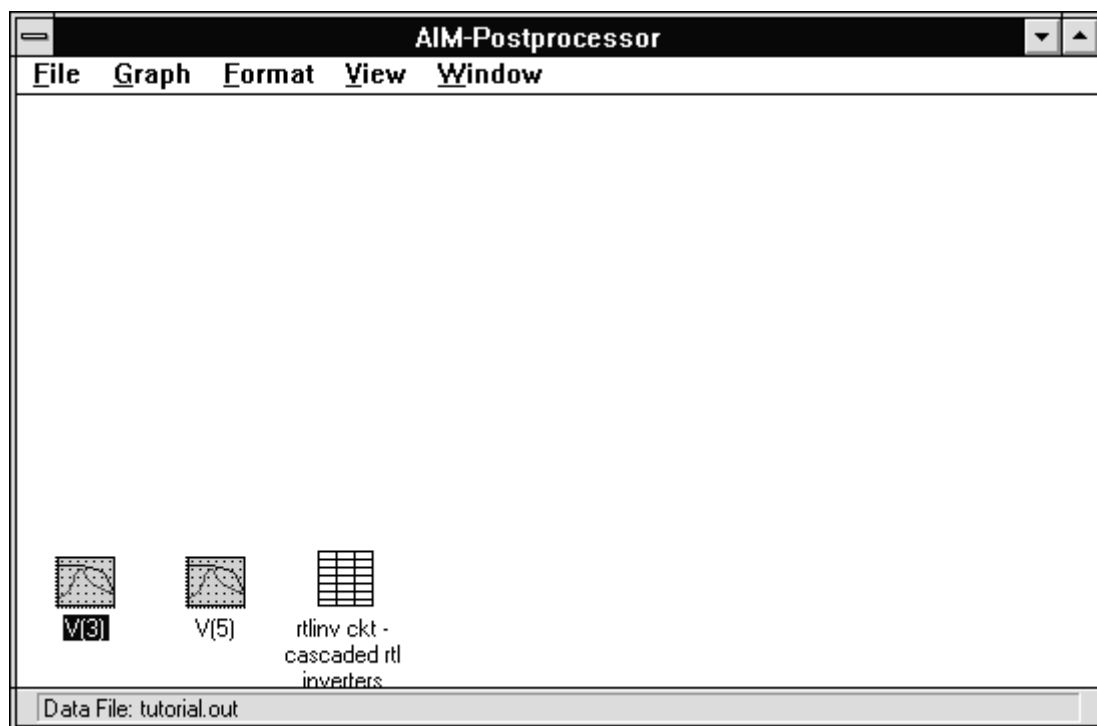 AIM-Postprocessor
File Graph Format View Window
V(3) V(5) rtlinv ckt -
cascaded rtl
inverters
Data File: tutorial.out